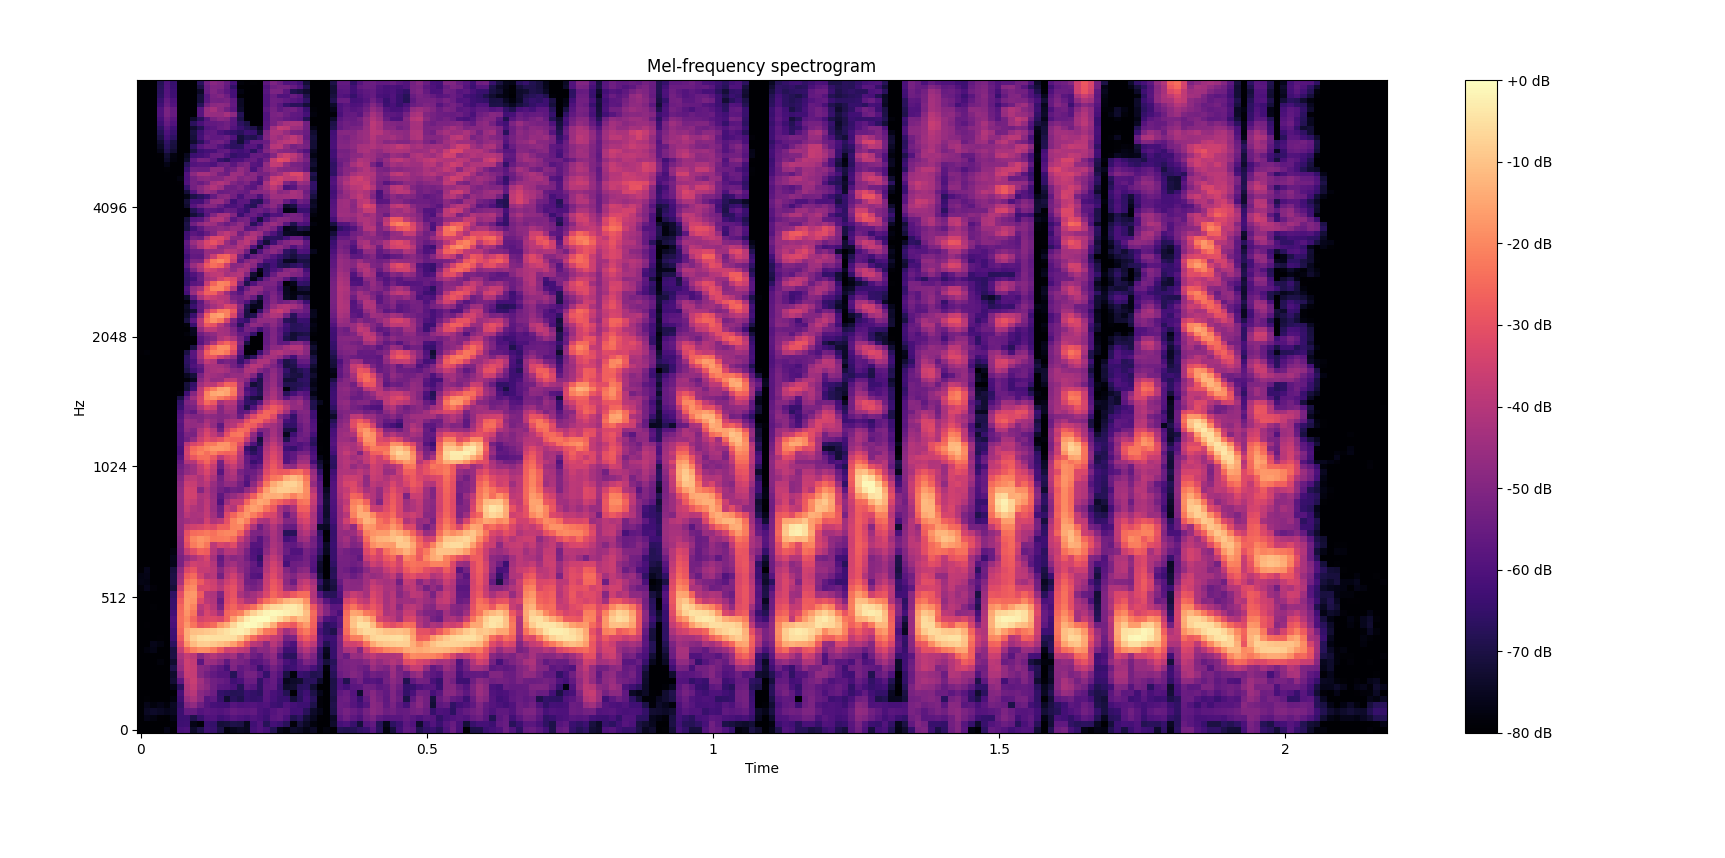 Mel-frequency spectrogram
+0 dB
-10 dB
-20 dB
-30 dB
-40 dB
-50 dB
-60 dB
-70 dB
-80 dB
4096
2048
1024
512
0
Hz
0 0.5 1 1.5 2
Time